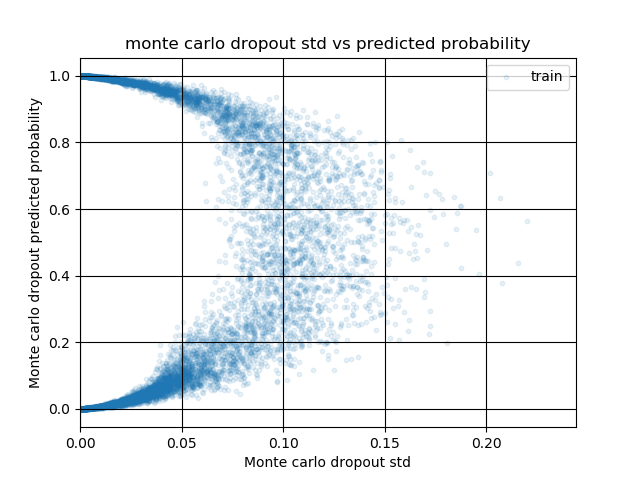 monte carlo dropout std vs predicted probability
train
1.0
0.8
0.6
0.4
0.2
0.0
Monte carlo dropout predicted probability
0.00 0.05 0.10 0.15 0.20
Monte carlo dropout std